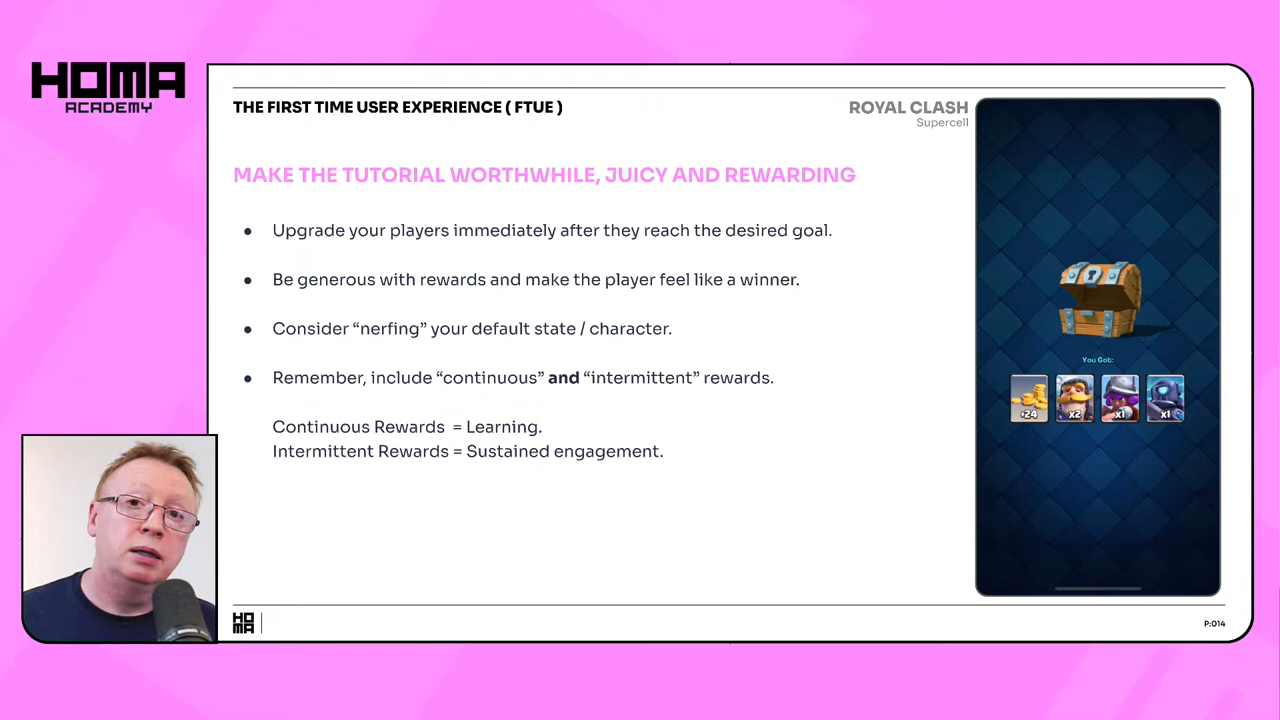 HOMA
ACADEMY
THE FIRST TIME USER EXPERIENCE ( FTUE )
ROYAL CLASH
Supercell
MAKE THE TUTORIAL WORTHWHILE, JUICY AND REWARDING
● Upgrade your players immediately after they reach the desired goal.
● Be generous with rewards and make the player feel like a winner.
● Consider “nerfing” your default state / character.
● Remember, include “continuous” and “intermittent” rewards.
Continuous Rewards = Learning.
Intermittent Rewards = Sustained engagement.
You Got:
+24 x2 x1 x1
HO
MA
P:014